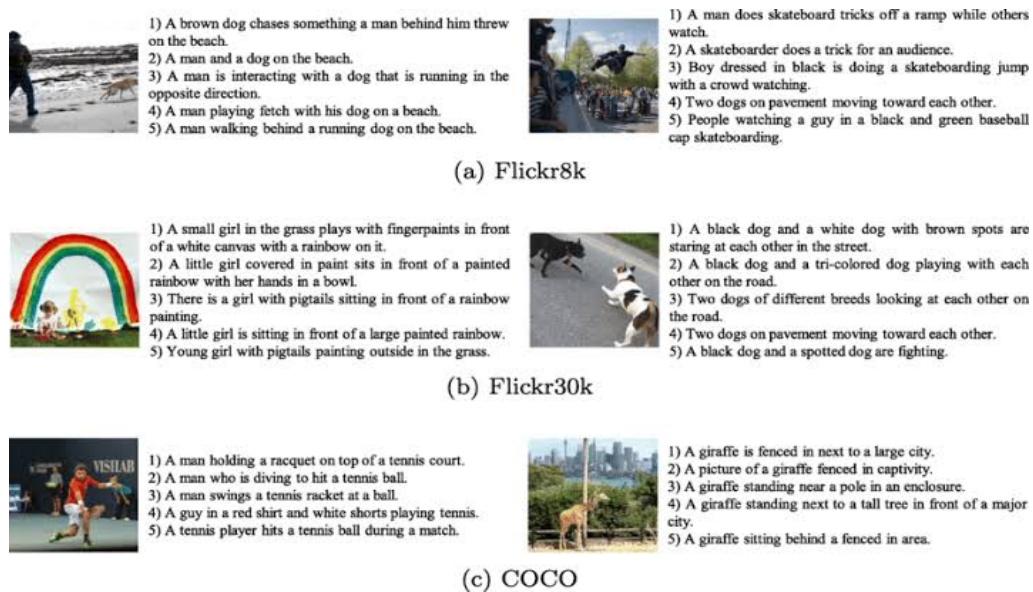 1) A brown dog chases something a man behind him threw
on the beach.
2) A man and a dog on the beach.
3) A man is interacting with a dog that is running in the
opposite direction.
4) A man playing fetch with his dog on a beach.
5) A man walking behind a running dog on the beach.
1) A man does skateboard tricks off a ramp while others
watch.
2) A skateboarder does a trick for an audience.
3) Boy dressed in black is doing a skateboarding jump
with a crowd watching.
4) Two dogs on pavement moving toward each other.
5) People watching a guy in a black and green baseball
cap skateboarding.
(a) Flickr8k
1) A small girl in the grass plays with fingerpaints in front
of a white canvas with a rainbow on it.
2) A little girl covered in paint sits in front of a painted
rainbow with her hands in a bowl.
3) There is a girl with pigtails sitting in front of a rainbow
painting.
4) A little girl is sitting in front of a large painted rainbow.
5) Young girl with pigtails painting outside in the grass.
1) A black dog and a white dog with brown spots are
staring at each other in the street.
2) A black dog and a tri-colored dog playing with each
other on the road.
3) Two dogs of different breeds looking at each other on
the road.
4) Two dogs on pavement moving toward each other.
5) A black dog and a spotted dog are fighting.
(b) Flickr30k
1) A man holding a racquet on top of a tennis court.
2) A man who is diving to hit a tennis ball.
3) A man swings a tennis racket at a ball.
4) A guy in a red shirt and white shorts playing tennis.
5) A tennis player hits a tennis ball during a match.
1) A giraffe is fenced in next to a large city.
2) A picture of a giraffe fenced in captivity.
3) A giraffe standing near a pole in an enclosure.
4) A giraffe standing next to a tall tree in front of a major
city.
5) A giraffe sitting behind a fenced in area.
(c) COCO